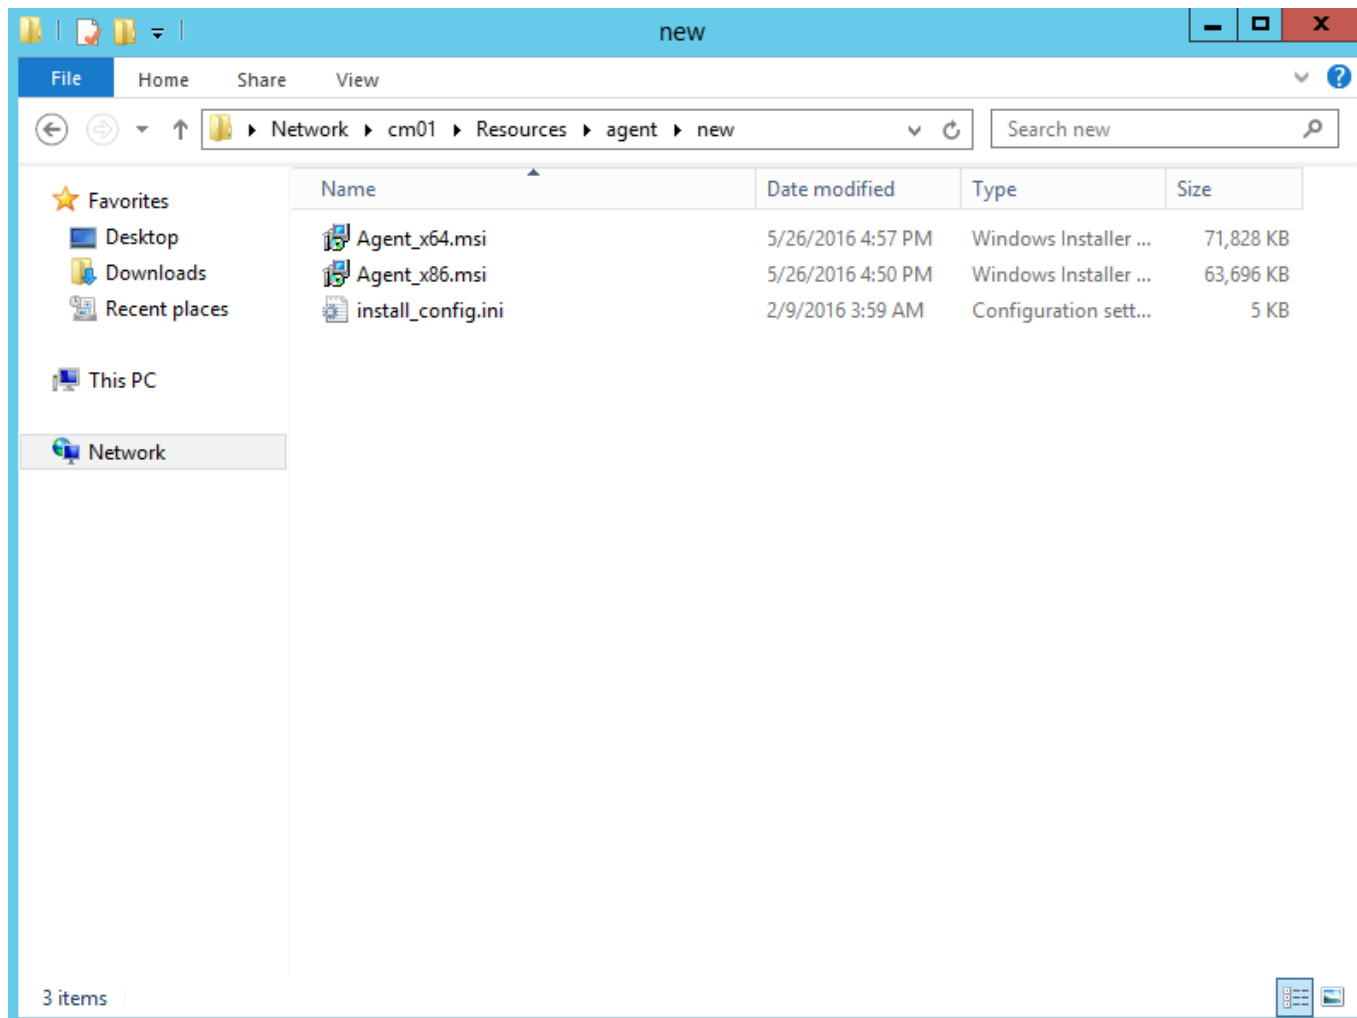 new
File Home Share View
Network cm01 Resources agent new Search new
Name Date modified Type Size
Favorites
Desktop
Downloads
Recent places
This PC
Network
Agent_x64.msi 5/26/2016 4:57 PM Windows Installer ... 71,828 KB
Agent_x86.msi 5/26/2016 4:50 PM Windows Installer ... 63,696 KB
install_config.ini 2/9/2016 3:59 AM Configuration sett... 5 KB
3 items